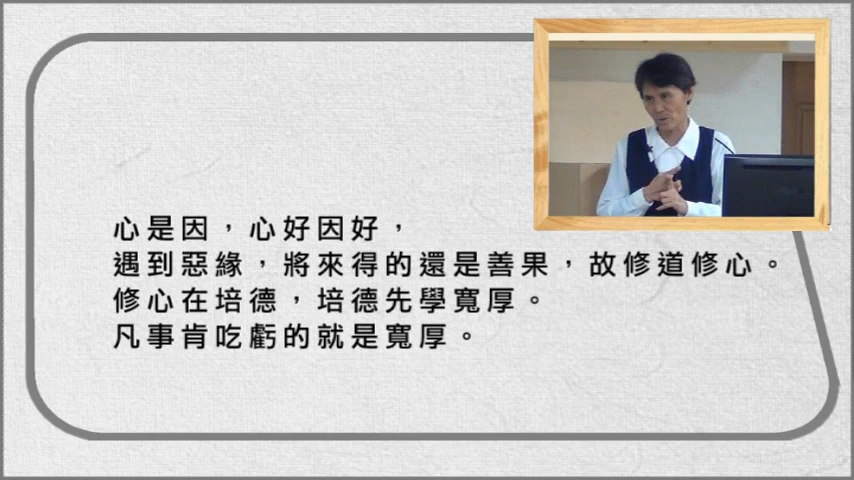 心是因，心好因好，
遇到惡緣，將來得的還是善果，故修道修心。
修心在培德，培德先學寬厚。
凡事肯吃虧的就是寬厚。